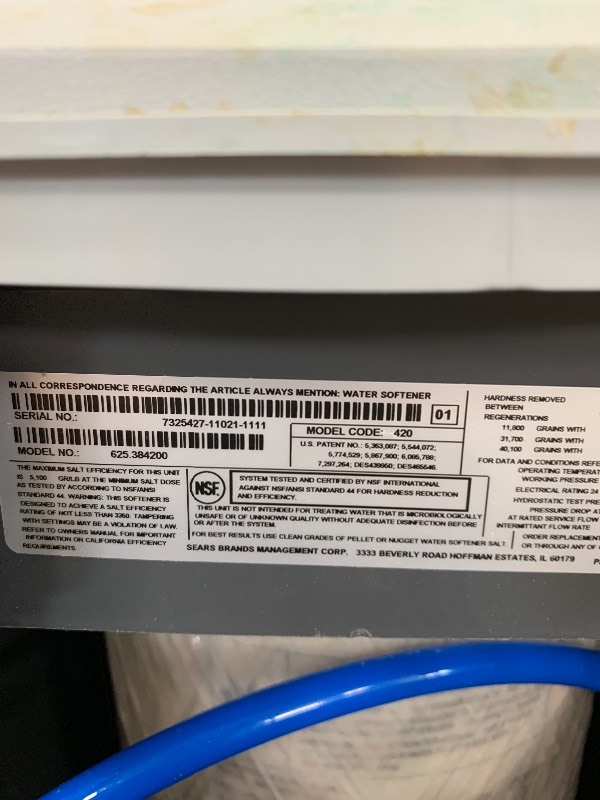 IN ALL CORRESPONDENCE REGARDING THE ARTICLE ALWAYS MENTION: WATER SOFTENER
01
SERIAL NO.: 7325427-11021-1111
MODEL NO.: 625.384200
MODEL CODE: 420
U.S. PATENT NO.: 5,363,087; 5,544,072;
5,774,529; 5,867,900; 6,085,788;
7,297,264; DES439950; DES465546.
THE MAXIMUM SALT EFFICIENCY FOR THIS UNIT
IS 5,100 GR/LB AT THE MINIMUM SALT DOSE
AS TESTED BY ACCORDING TO NSF/ANSI
STANDARD 44. WARNING: THIS SOFTENER IS
DESIGNED TO ACHIEVE A SALT EFFICIENCY
RATING OF NOT LESS THAN 3350. TAMPERING
WITH SETTINGS MAY BE A VIOLATION OF LAW.
REFER TO OWNERS MANUAL FOR IMPORTANT
INFORMATION ON CALIFORNIA EFFICIENCY
REQUIREMENTS.
NSF.
SYSTEM TESTED AND CERTIFIED BY NSF INTERNATIONAL
AGAINST NSF/ANSI STANDARD 44 FOR HARDNESS REDUCTION
AND EFFICIENCY.
THIS UNIT IS NOT INTENDED FOR TREATING WATER THAT IS MICROBIOLOGICALLY
UNSAFE OR OF UNKNOWN QUALITY WITHOUT ADEQUATE DISINFECTION BEFORE
OR AFTER THE SYSTEM.
FOR BEST RESULTS USE CLEAN GRADES OF PELLET OR NUGGET WATER SOFTENER SALT.
SEARS BRANDS MANAGEMENT CORP. 3333 BEVERLY ROAD HOFFMAN ESTATES, IL 60179
HARDNESS REMOVED
BETWEEN
REGENERATIONS
11,800 GRAINS WITH
31,700 GRAINS WITH
40,100 GRAINS WITH
FOR DATA AND CONDITIONS REFE
OPERATING TEMPERAT
WORKING PRESSURE
ELECTRICAL RATING 24
HYDROSTATIC TEST PRE
PRESSURE DROP AT
AT RATED SERVICE FLOW
INTERMITTANT FLOW RATE
ORDER REPLACEMENT
OR THROUGH ANY OF